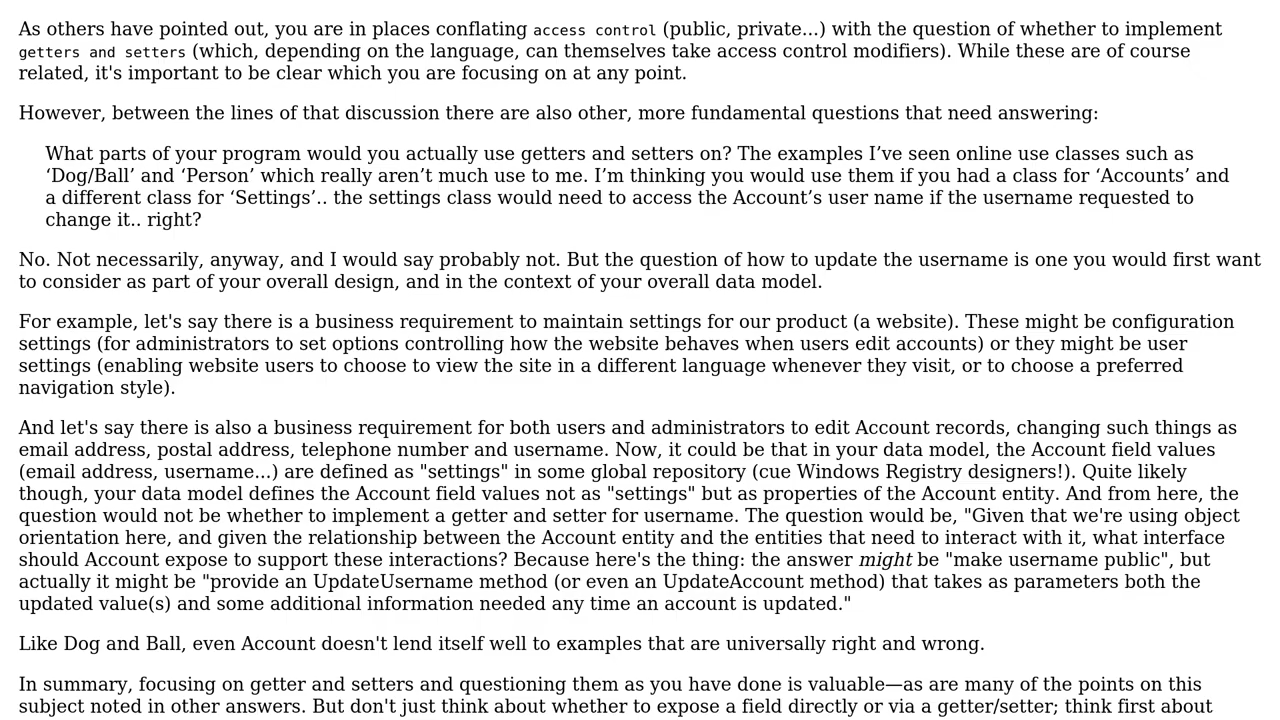 As others have pointed out, you are in places conflating access control (public, private...) with the question of whether to implement
getters and setters (which, depending on the language, can themselves take access control modifiers). While these are of course
related, it's important to be clear which you are focusing on at any point.
However, between the lines of that discussion there are also other, more fundamental questions that need answering:
What parts of your program would you actually use getters and setters on? The examples I’ve seen online use classes such as
‘Dog/Ball’ and ‘Person’ which really aren’t much use to me. I’m thinking you would use them if you had a class for ‘Accounts’ and
a different class for ‘Settings’.. the settings class would need to access the Account’s user name if the username requested to
change it.. right?
No. Not necessarily, anyway, and I would say probably not. But the question of how to update the username is one you would first want
to consider as part of your overall design, and in the context of your overall data model.
For example, let's say there is a business requirement to maintain settings for our product (a website). These might be configuration
settings (for administrators to set options controlling how the website behaves when users edit accounts) or they might be user
settings (enabling website users to choose to view the site in a different language whenever they visit, or to choose a preferred
navigation style).
And let's say there is also a business requirement for both users and administrators to edit Account records, changing such things as
email address, postal address, telephone number and username. Now, it could be that in your data model, the Account field values
(email address, username...) are defined as "settings" in some global repository (cue Windows Registry designers!). Quite likely
though, your data model defines the Account field values not as "settings" but as properties of the Account entity. And from here, the
question would not be whether to implement a getter and setter for username. The question would be, "Given that we're using object
orientation here, and given the relationship between the Account entity and the entities that need to interact with it, what interface
should Account expose to support these interactions? Because here's the thing: the answer might be "make username public", but
actually it might be "provide an UpdateUsername method (or even an UpdateAccount method) that takes as parameters both the
updated value(s) and some additional information needed any time an account is updated."
Like Dog and Ball, even Account doesn't lend itself well to examples that are universally right and wrong.
In summary, focusing on getter and setters and questioning them as you have done is valuable—as are many of the points on this
subject noted in other answers. But don't just think about whether to expose a field directly or via a getter/setter; think first about